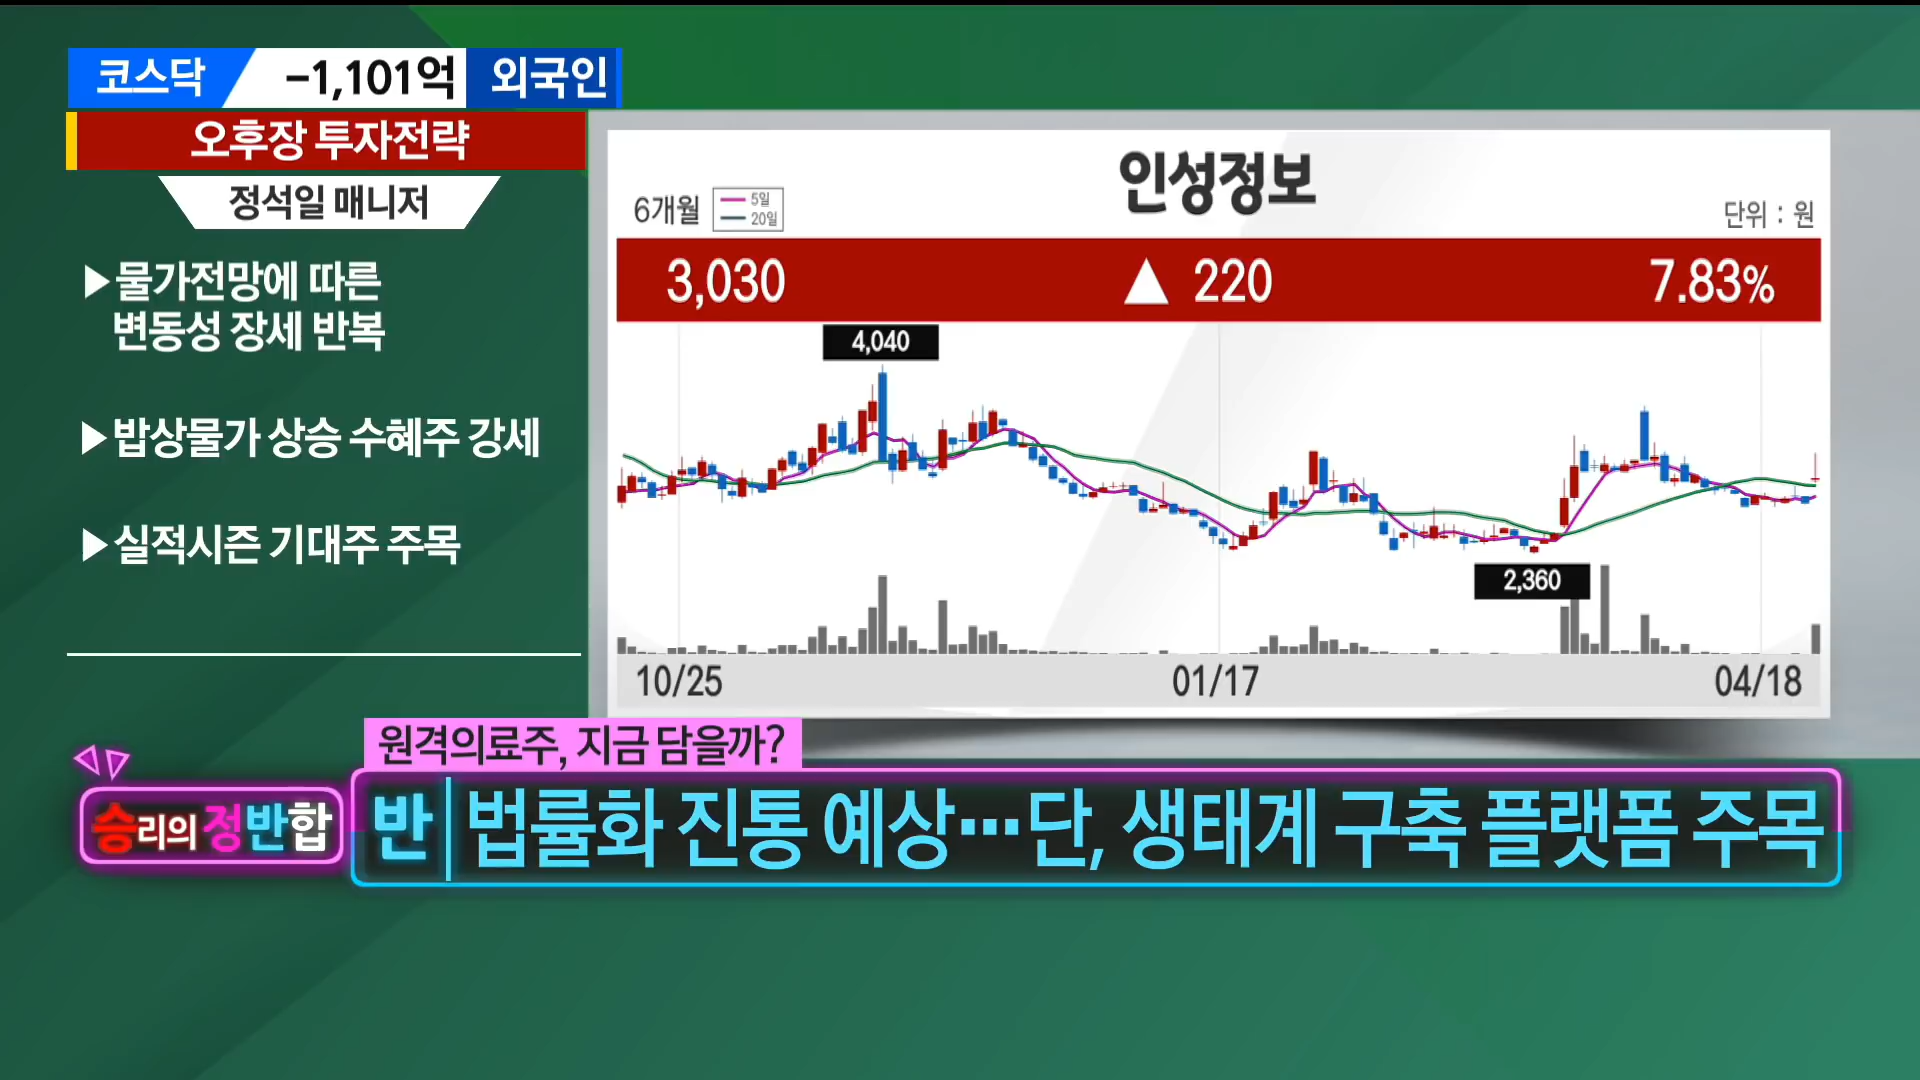 코스닥 -1,101억 외국인
오후장 투자전략
정석일 매니저
▶물가전망에 따른
변동성 장세 반복
▶밥상물가 상승 수혜주 강세
▶실적시즌 기대주 주목
인성정보
6개월
5일
20일
단위 : 원
3,030 ▲ 220 7.83%
4,040
2,360
10/25 01/17 04/18
원격의료주, 지금 담을까?
승리의 정반합
반 법률화 진통 예상…단, 생태계 구축 플랫폼 주목